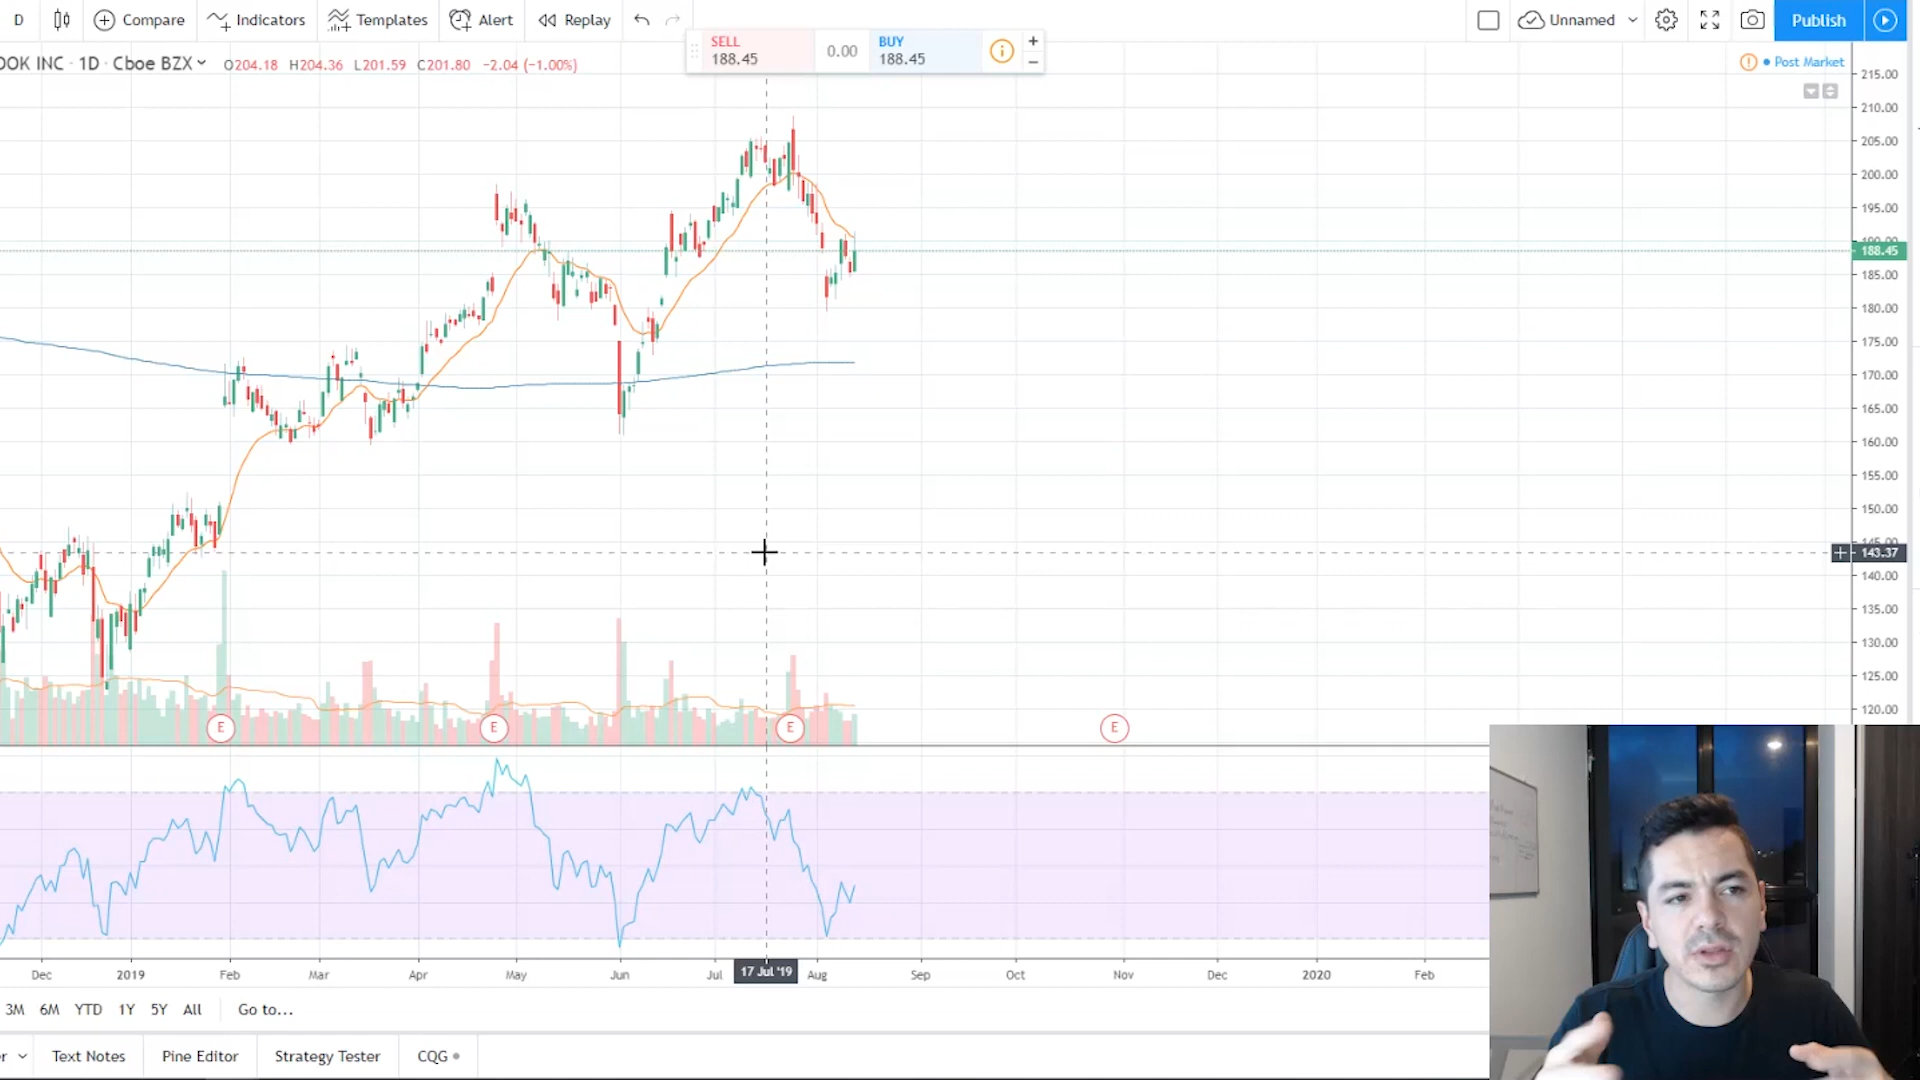 D Compare Indicators Templates Alert Replay Unnamed Publish
SELL 188.45 0.00 BUY 188.45
OOK INC · 1D · Cboe BZX O204.18 H204.36 L201.59 C201.80 −2.04 (−1.00%)
Post Market
215.00
210.00
205.00
200.00
195.00
190.00
188.45
185.00
180.00
175.00
170.00
165.00
160.00
155.00
150.00
145.00
143.37
140.00
135.00
130.00
125.00
120.00
E E E E
Dec 2019 Feb Mar Apr May Jun Jul 17 Jul '19 Aug Sep Oct Nov Dec 2020 Feb
3M 6M YTD 1Y 5Y All Go to...
r Text Notes Pine Editor Strategy Tester CQG